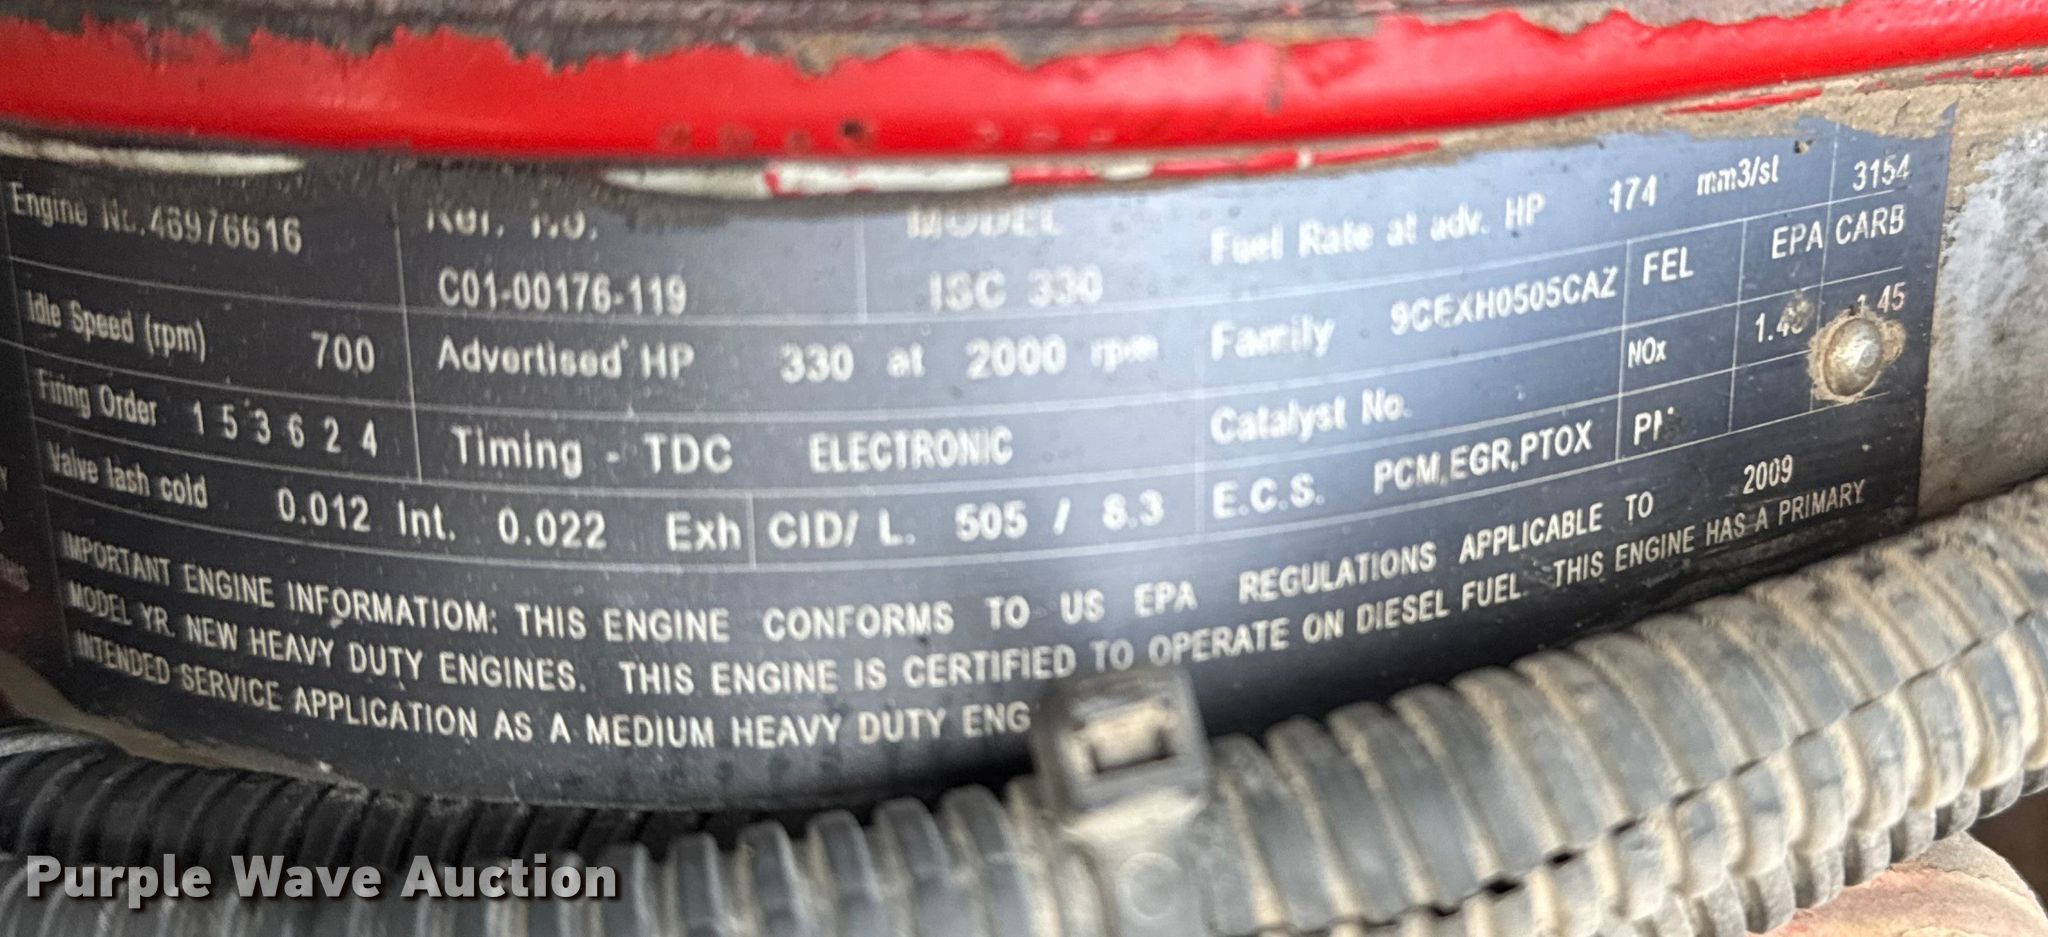 Engine No. 46976616 Ref. No. MODEL Fuel Rate at adv. HP 174 mm3/st 3154
C01-00176-119 ISC 330
Idle Speed (rpm) 700 Advertised HP 330 at 2000 rpm Family 9CEXH0505CAZ FEL EPA CARB
Firing Order 1 5 3 6 2 4 Timing - TDC ELECTRONIC Catalyst No. NOx
Valve lash cold 0.012 Int. 0.022 Exh CID/ L. 505 / 8.3 E.C.S. PCM,EGR,PTOX
IMPORTANT ENGINE INFORMATIOM: THIS ENGINE CONFORMS TO US EPA REGULATIONS APPLICABLE TO 2009
MODEL YR. NEW HEAVY DUTY ENGINES. THIS ENGINE IS CERTIFIED TO OPERATE ON DIESEL FUEL. THIS ENGINE HAS A PRIMARY
INTENDED SERVICE APPLICATION AS A MEDIUM HEAVY DUTY ENG
Purple Wave Auction